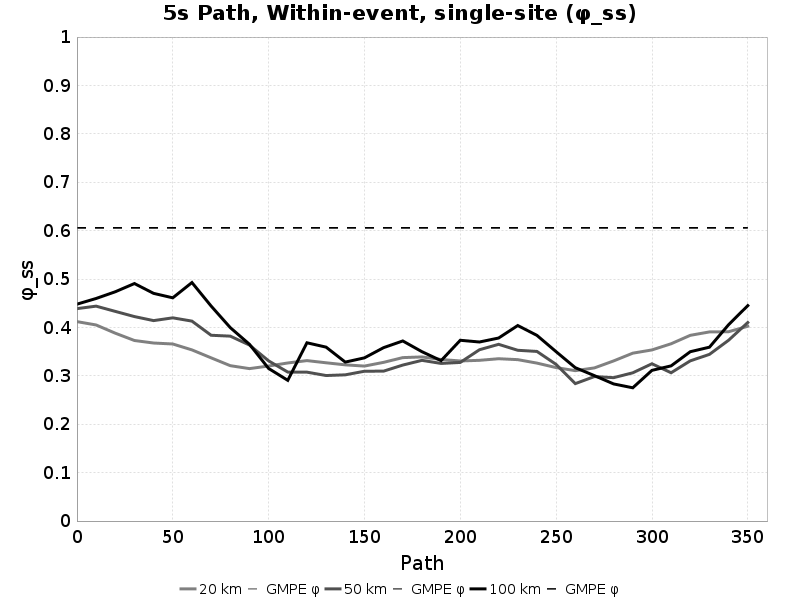 5s Path, Within-event, single-site (φ_ss)
1
0.9
0.8
0.7
0.6
0.5
0.4
0.3
0.2
0.1
0
φ_ss
0 50 100 150 200 250 300 350
Path
20 km GMPE φ 50 km GMPE φ 100 km GMPE φ